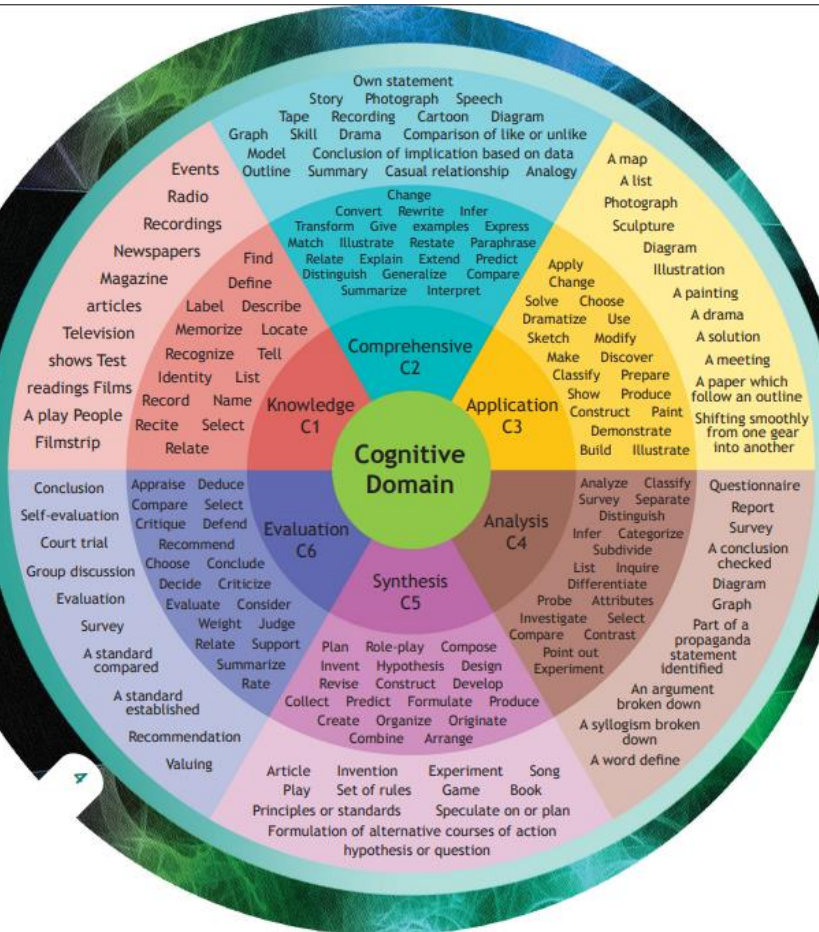 Own statement
Story Photograph Speech
Tape Recording Cartoon Diagram
Graph Skill Drama Comparison of like or unlike
Model Conclusion of implication based on data
Outline Summary Casual relationship Analogy
Change
Convert Rewrite Infer
Transform Give examples Express
Match Illustrate Restate Paraphrase
Relate Explain Extend Predict
Distinguish Generalize Compare
Summarize Interpret
Comprehensive
C2
A map
A list
Photograph
Sculpture
Diagram
Illustration
A painting
A drama
A solution
A meeting
A paper which
follow an outline
Shifting smoothly
from one gear
into another
Apply
Change
Solve Choose
Dramatize Use
Sketch Modify
Make Discover
Classify Prepare
Show Produce
Construct Paint
Demonstrate
Build Illustrate
Application
C3
Questionnaire
Report
Survey
A conclusion
checked
Diagram
Graph
Part of a
propaganda
statement
identified
An argument
broken down
A syllogism broken
down
A word define
Analyze Classify
Survey Separate
Distinguish
Infer Categorize
Subdivide
List Inquire
Differentiate
Probe Attributes
Investigate Select
Compare Contrast
Point out
Experiment
Analysis
C4
Synthesis
C5
Plan Role-play Compose
Invent Hypothesis Design
Revise Construct Develop
Collect Predict Formulate Produce
Create Organize Originate
Combine Arrange
Article Invention Experiment Song
Play Set of rules Game Book
Principles or standards Speculate on or plan
Formulation of alternative courses of action
hypothesis or question
Evaluation
C6
Appraise Deduce
Compare Select
Critique Defend
Recommend
Choose Conclude
Decide Criticize
Evaluate Consider
Weight Judge
Relate Support
Summarize
Rate
Conclusion
Self-evaluation
Court trial
Group discussion
Evaluation
Survey
A standard
compared
A standard
established
Recommendation
Valuing
Events
Radio
Recordings
Newspapers
Magazine
articles
Television
shows Test
readings Films
A play People
Filmstrip
Find
Define
Label Describe
Memorize Locate
Recognize Tell
Identity List
Record Name
Recite Select
Relate
Knowledge
C1
Cognitive
Domain
4